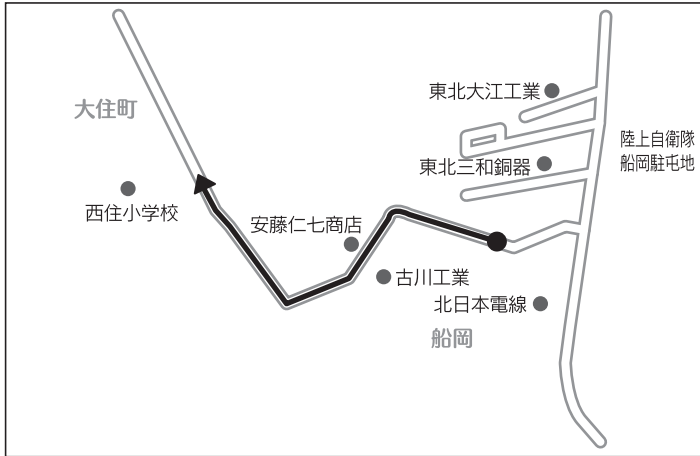 東北大江工業
大住町
陸上自衛隊
船岡駐屯地
東北三和銅器
西住小学校
安藤仁七商店
古川工業
北日本電線
船岡